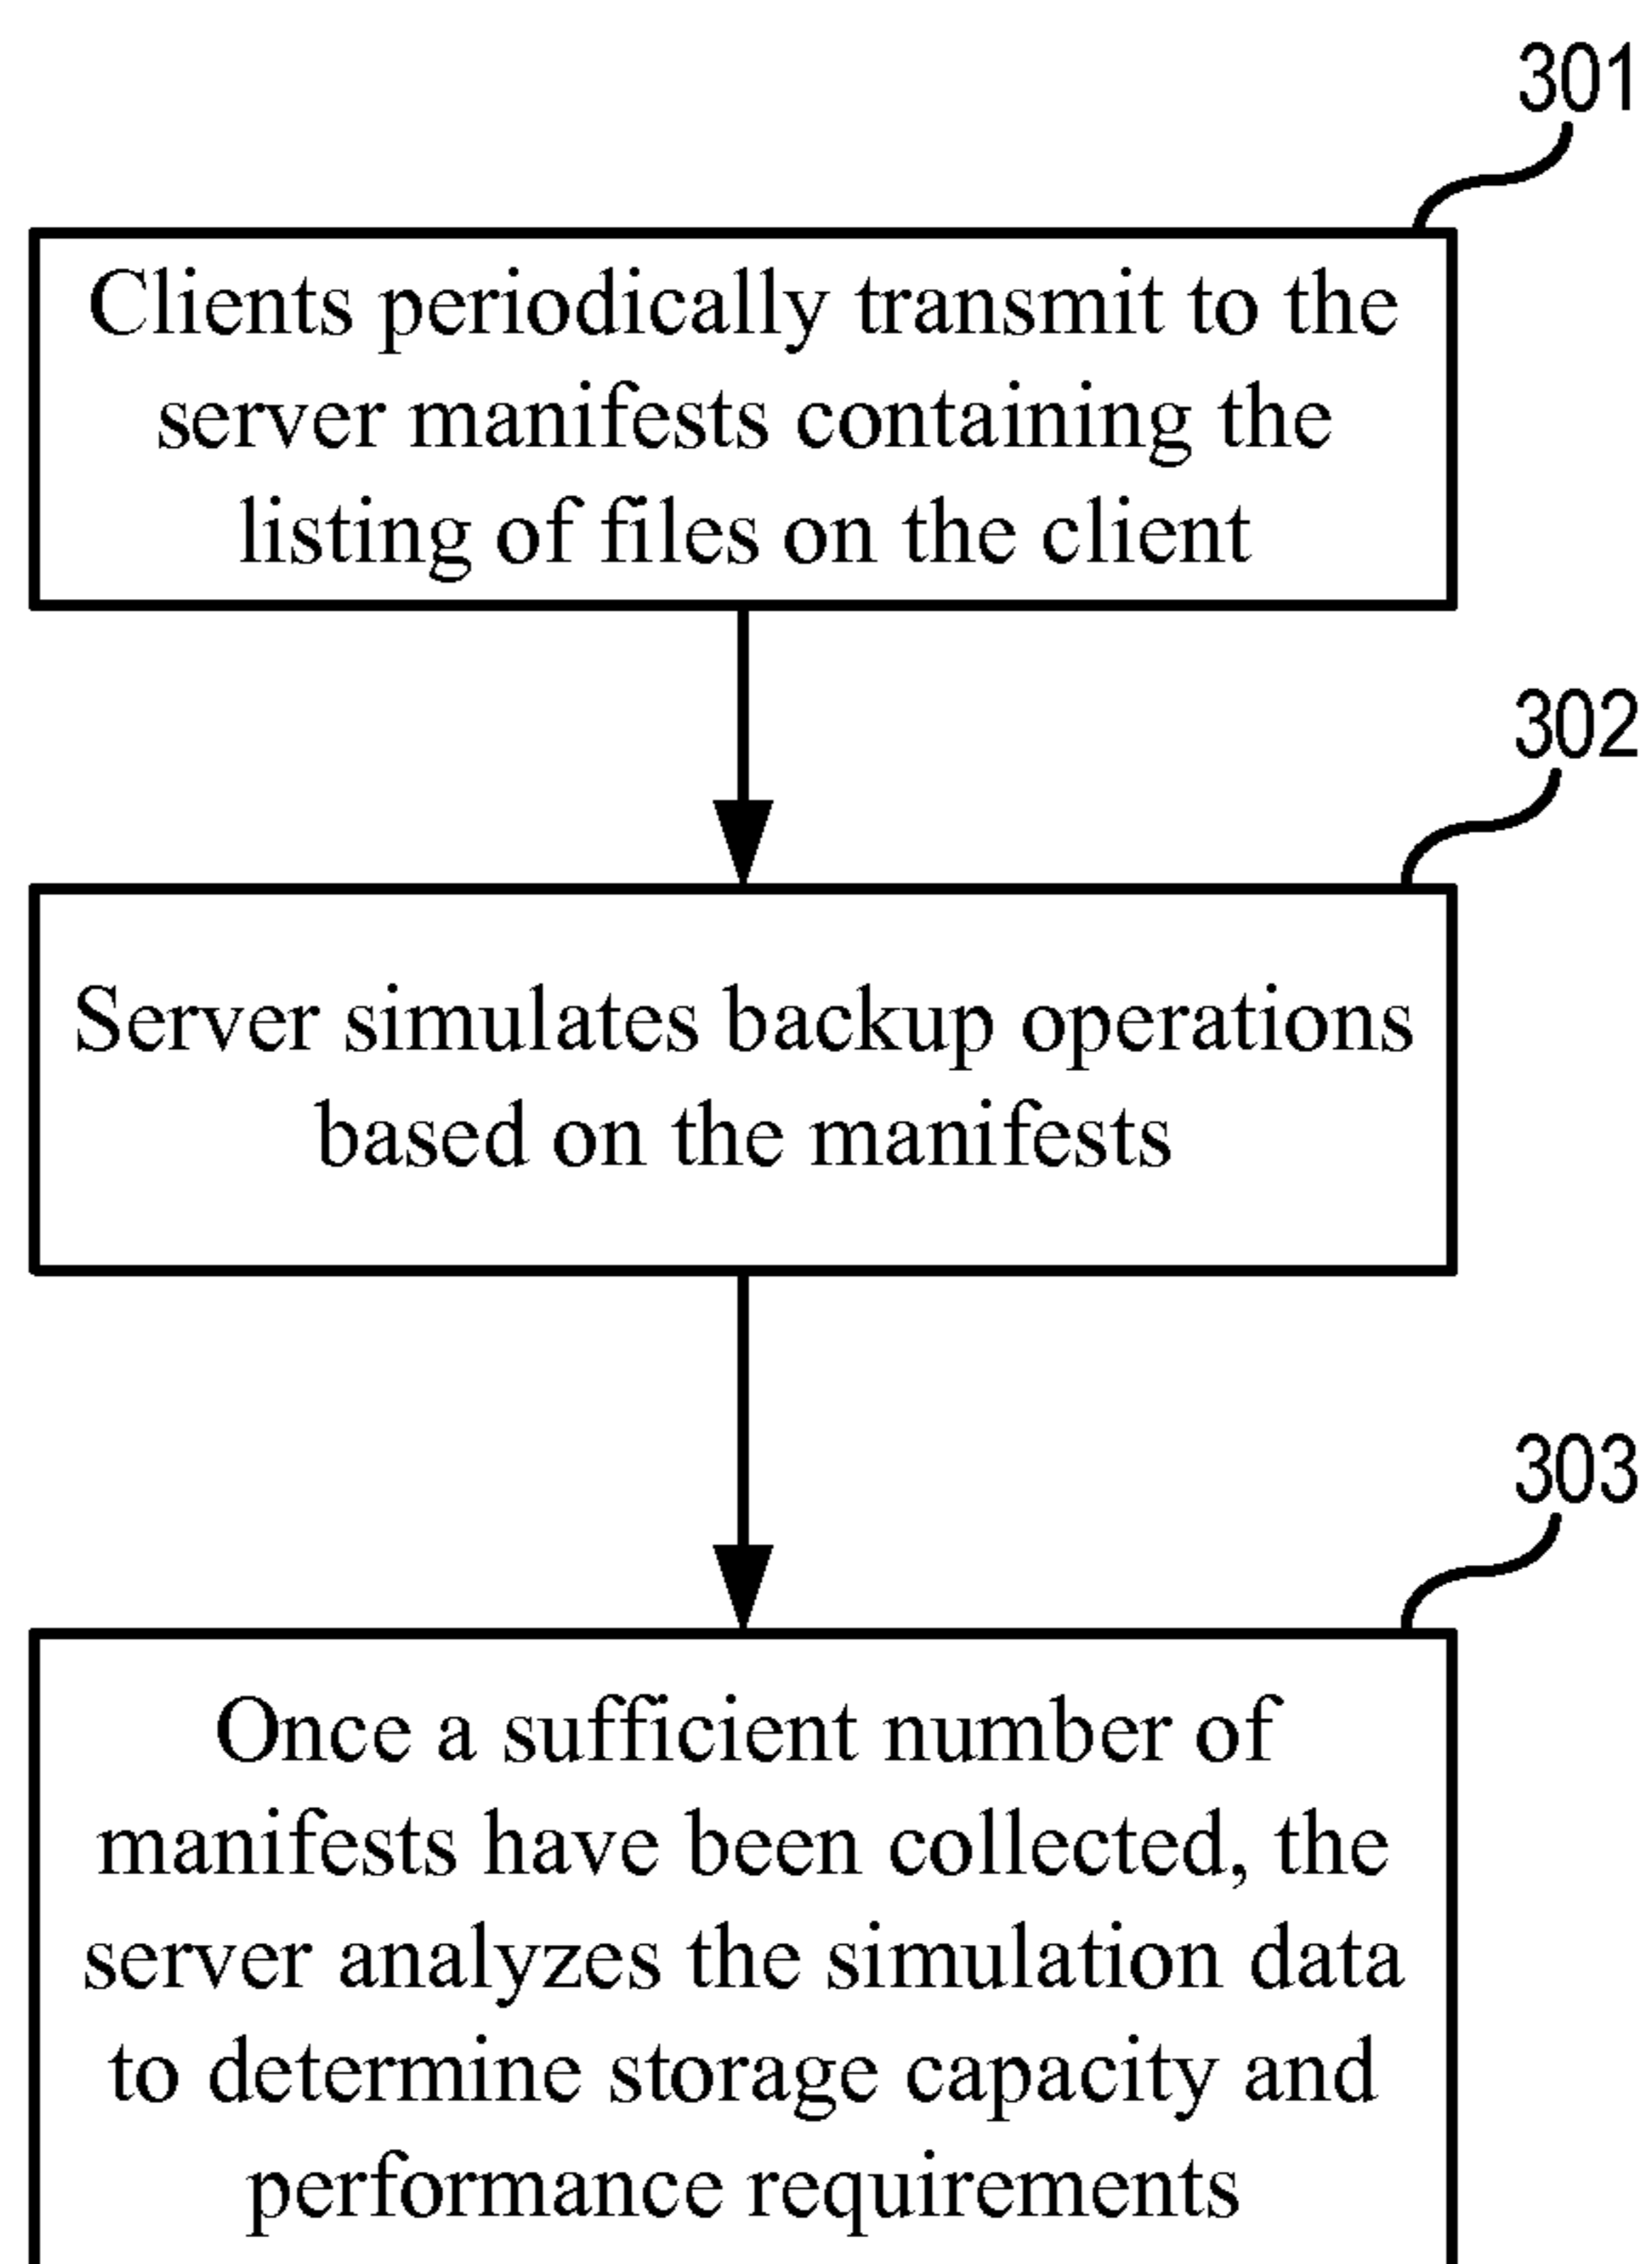 301
Clients periodically transmit to the
server manifests containing the
listing of files on the client
302
Server simulates backup operations
based on the manifests
303
Once a sufficient number of
manifests have been collected, the
server analyzes the simulation data
to determine storage capacity and
performance requirements